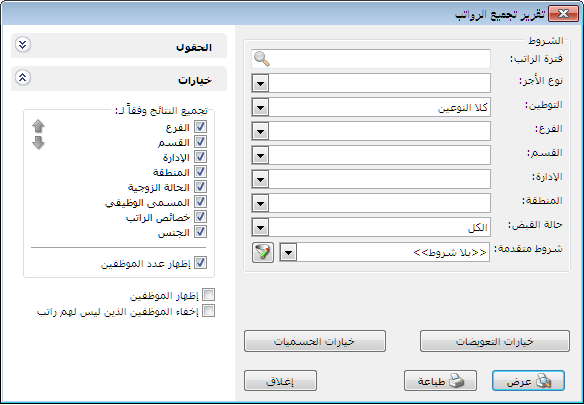 تقرير تجميع الرواتب
الشروط
فترة الراتب:
نوع الأجر:
التوطين: كلا النوعين
الفرع:
القسم:
الإدارة:
المنطقة:
حالة القبض: الكل
شروط متقدمة: <<بلا شروط>>
خيارات التعويضات
خيارات الحسميات
عرض
طباعة
إغلاق
الحقول
خيارات
تجميع النتائج وفقاً لـ:
الفرع
القسم
الإدارة
المنطقة
الحالة الزوجية
المسمى الوظيفي
خصائص الراتب
الجنس
إظهار عدد الموظفين
إظهار الموظفين
إخفاء الموظفين الذين ليس لهم راتب